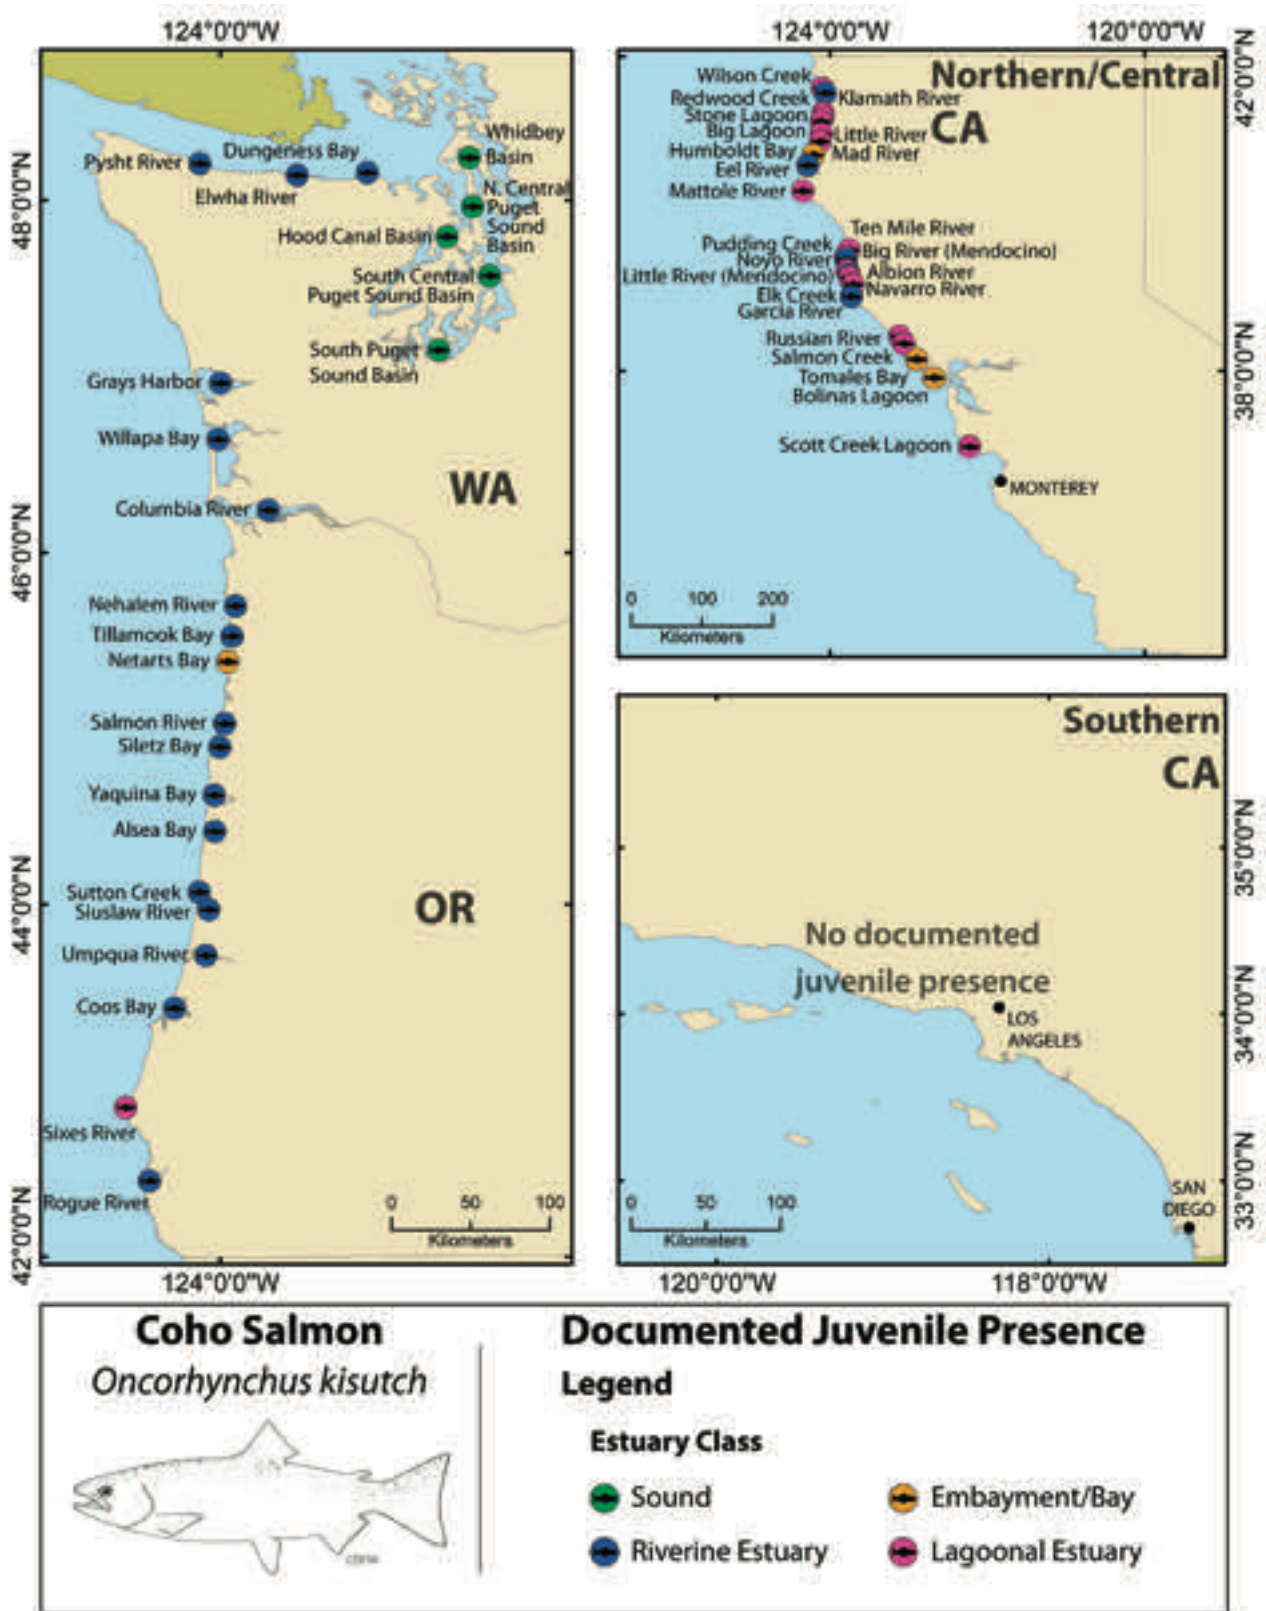 124°0'0"W
48°0'0"N
46°0'0"N
44°0'0"N
42°0'0"N
Whidbey
Basin
Dungeness Bay
Pysht River
Elwha River
N. Central
Puget
Sound
Basin
Hood Canal Basin
South Central
Puget Sound Basin
South Puget
Sound Basin
Grays Harbor
Willapa Bay
WA
Columbia River
Nehalem River
Tillamook Bay
Netarts Bay
Salmon River
Siletz Bay
Yaquina Bay
Alsea Bay
Sutton Creek
Siuslaw River
OR
Umpqua River
Coos Bay
Sixes River
Rogue River
0 50 100
Kilometers
124°0'0"W
124°0'0"W 120°0'0"W
42°0'0"N
38°0'0"N
Northern/Central
CA
Wilson Creek
Redwood Creek
Klamath River
Stone Lagoon
Big Lagoon
Little River
Humboldt Bay
Mad River
Eel River
Mattole River
Ten Mile River
Pudding Creek
Big River (Mendocino)
Noyo River
Little River (Mendocino)
Albion River
Navarro River
Elk Creek
Garcia River
Russian River
Salmon Creek
Tomales Bay
Bolinas Lagoon
Scott Creek Lagoon
MONTEREY
0 100 200
Kilometers
Southern
CA
35°0'0"N
34°0'0"N
33°0'0"N
No documented
juvenile presence
LOS
ANGELES
SAN
DIEGO
0 50 100
Kilometers
120°0'0"W 118°0'0"W
Coho Salmon
Oncorhynchus kisutch
Documented Juvenile Presence
Legend
Estuary Class
Sound
Embayment/Bay
Riverine Estuary
Lagoonal Estuary